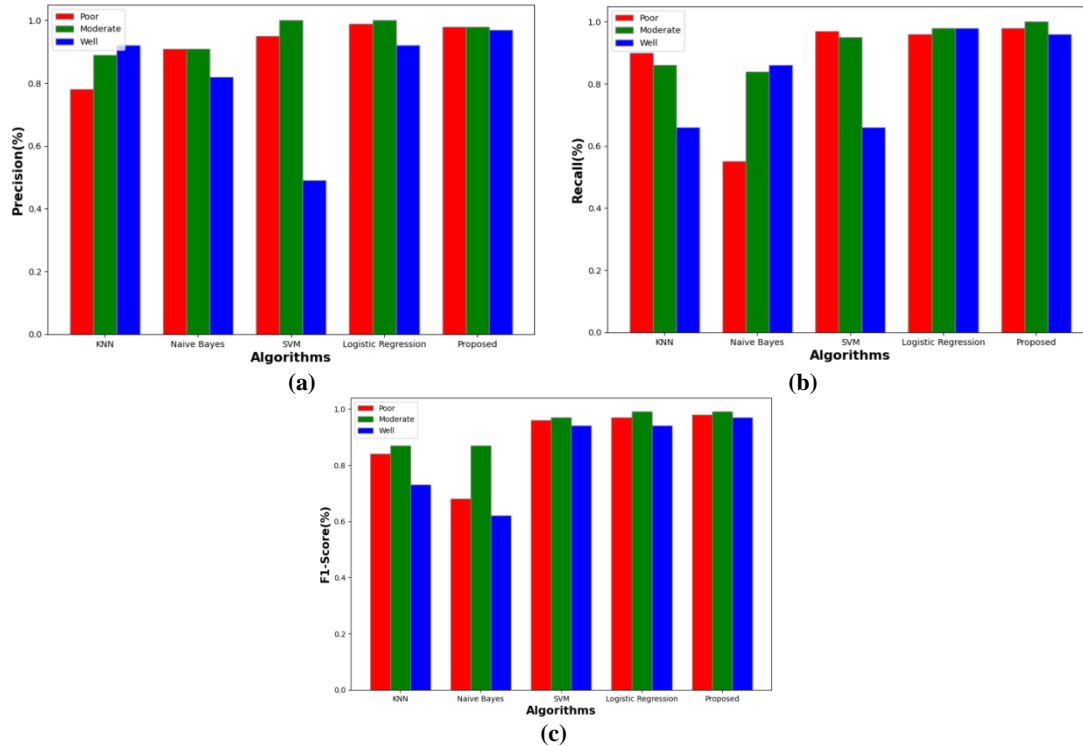 Precision(%)
1.0
0.8
0.6
0.4
0.2
0.0
Poor
Moderate
Well
KNN Naive Bayes SVM Logistic Regression Proposed
Algorithms
(a)
Recall(%)
1.0
0.8
0.6
0.4
0.2
0.0
Poor
Moderate
Well
KNN Naive Bayes SVM Logistic Regression Proposed
Algorithms
(b)
F1-Score(%)
1.0
0.8
0.6
0.4
0.2
0.0
Poor
Moderate
Well
KNN Naive Bayes SVM Logistic Regression Proposed
Algorithms
(c)